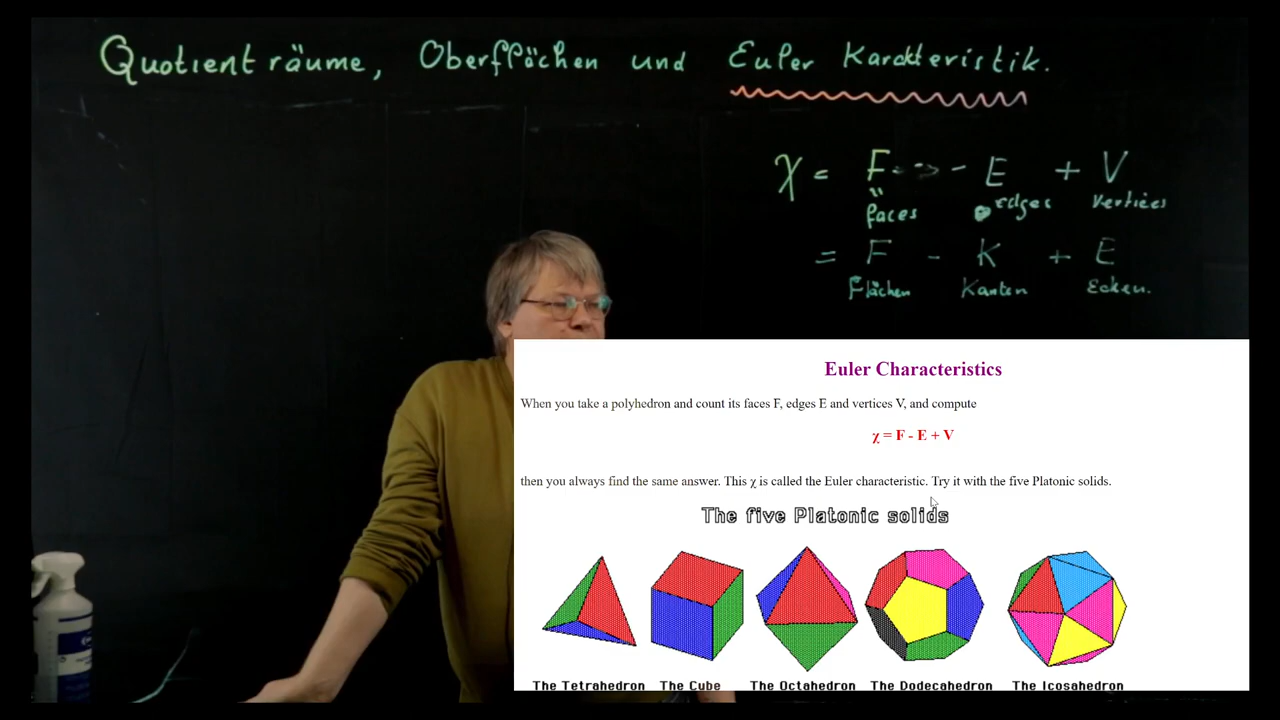 Quotienträume, Oberflächen und Euler Karakteristik.
χ = F - E + V
"
faces edges vertices
= F - K + E
Flächen Kanten Ecken.
Euler Characteristics
When you take a polyhedron and count its faces F, edges E and vertices V, and compute
χ = F - E + V
then you always find the same answer. This χ is called the Euler characteristic. Try it with the five Platonic solids.
The five Platonic solids
The Tetrahedron The Cube The Octahedron The Dodecahedron The Icosahedron